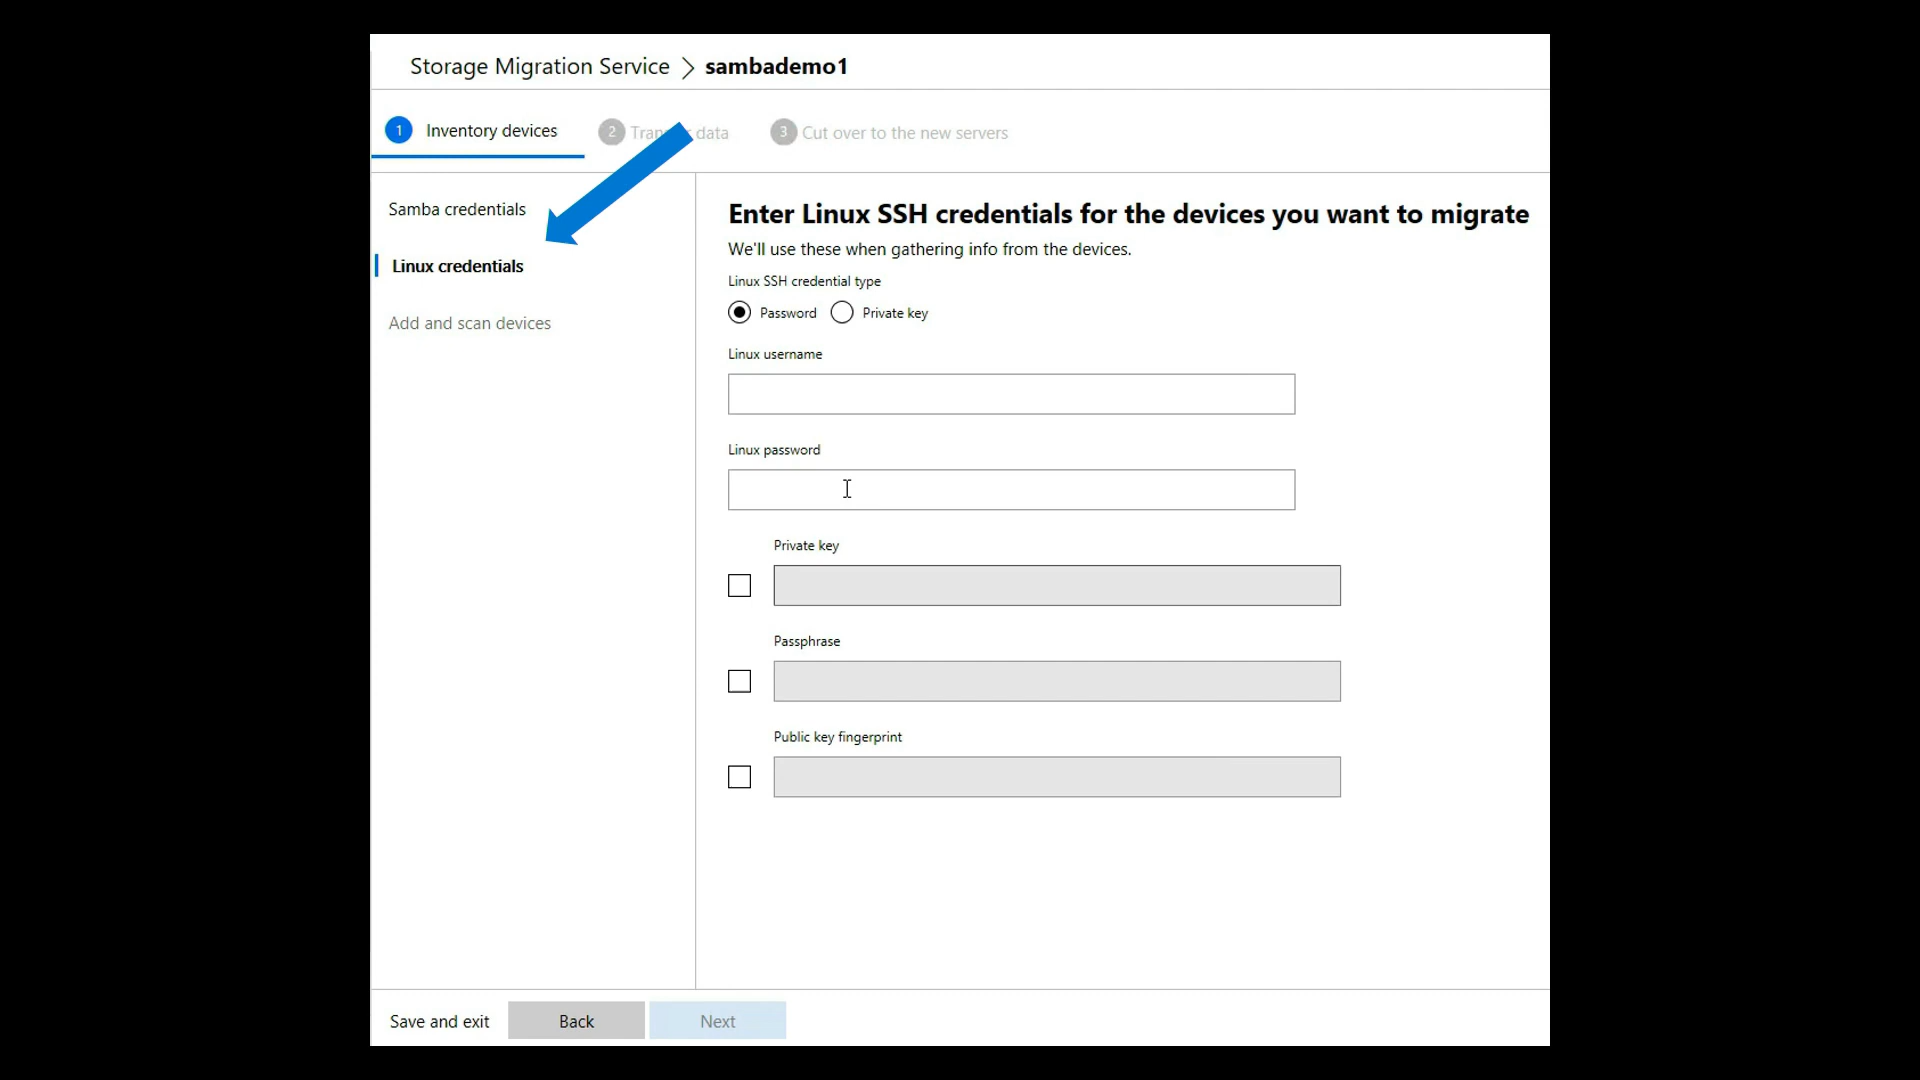 Storage Migration Service > sambademo1
1 Inventory devices
2 data
3 Cut over to the new servers
Samba credentials
Linux credentials
Add and scan devices
Enter Linux SSH credentials for the devices you want to migrate
We'll use these when gathering info from the devices.
Linux SSH credential type
Password Private key
Linux username
Linux password
Private key
Passphrase
Public key fingerprint
Save and exit Back Next